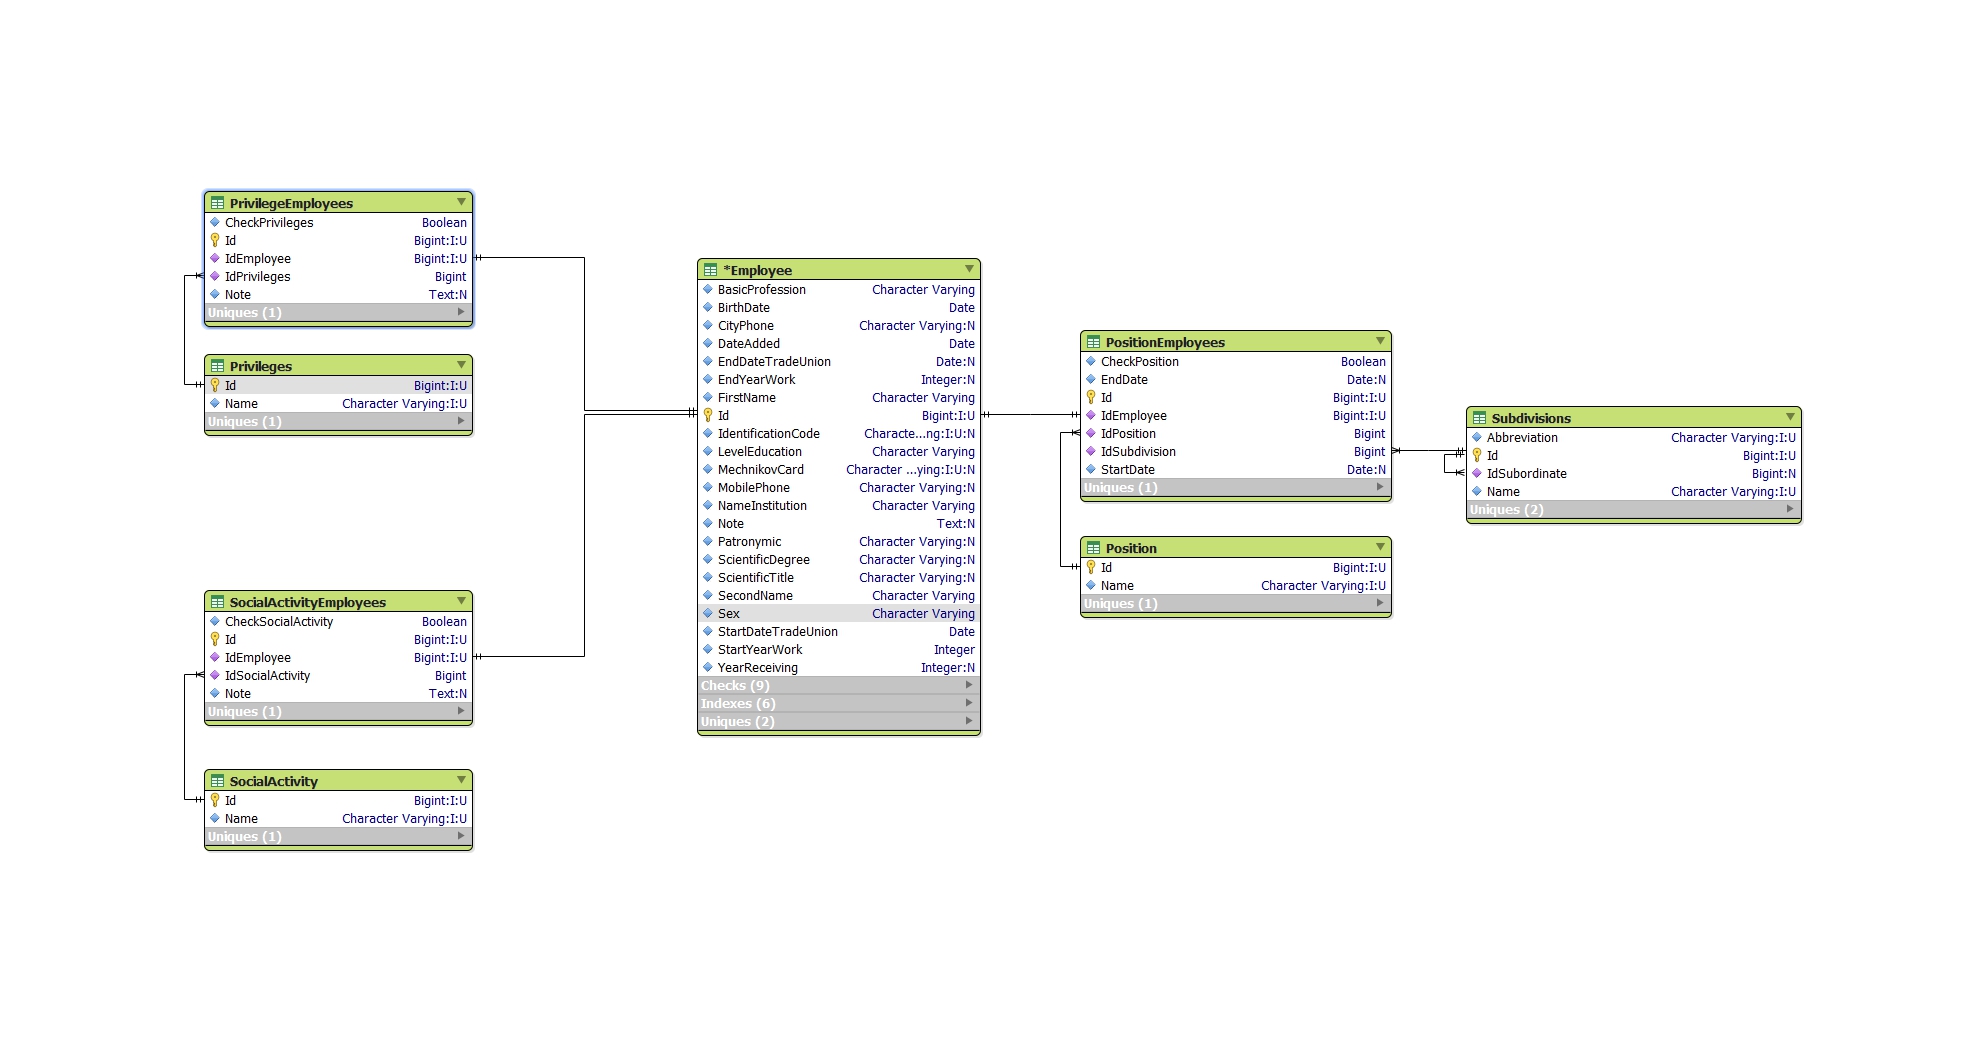 PrivilegeEmployees
CheckPrivileges Boolean
Id Bigint:I:U
IdEmployee Bigint:I:U
IdPrivileges Bigint
Note Text:N
Uniques (1)
Privileges
Id Bigint:I:U
Name Character Varying:I:U
Uniques (1)
SocialActivityEmployees
CheckSocialActivity Boolean
Id Bigint:I:U
IdEmployee Bigint:I:U
IdSocialActivity Bigint
Note Text:N
Uniques (1)
SocialActivity
Id Bigint:I:U
Name Character Varying:I:U
Uniques (1)
*Employee
BasicProfession Character Varying
BirthDate Date
CityPhone Character Varying:N
DateAdded Date
EndDateTradeUnion Date:N
EndYearWork Integer:N
FirstName Character Varying
Id Bigint:I:U
IdentificationCode Characte...ng:I:U:N
LevelEducation Character Varying
MechnikovCard Character ...ying:I:U:N
MobilePhone Character Varying:N
NameInstitution Character Varying
Note Text:N
Patronymic Character Varying:N
ScientificDegree Character Varying:N
ScientificTitle Character Varying:N
SecondName Character Varying
Sex Character Varying
StartDateTradeUnion Date
StartYearWork Integer
YearReceiving Integer:N
Checks (9)
Indexes (6)
Uniques (2)
PositionEmployees
CheckPosition Boolean
EndDate Date:N
Id Bigint:I:U
IdEmployee Bigint:I:U
IdPosition Bigint
IdSubdivision Bigint
StartDate Date:N
Uniques (1)
Position
Id Bigint:I:U
Name Character Varying:I:U
Uniques (1)
Subdivisions
Abbreviation Character Varying:I:U
Id Bigint:I:U
IdSubordinate Bigint:N
Name Character Varying:I:U
Uniques (2)